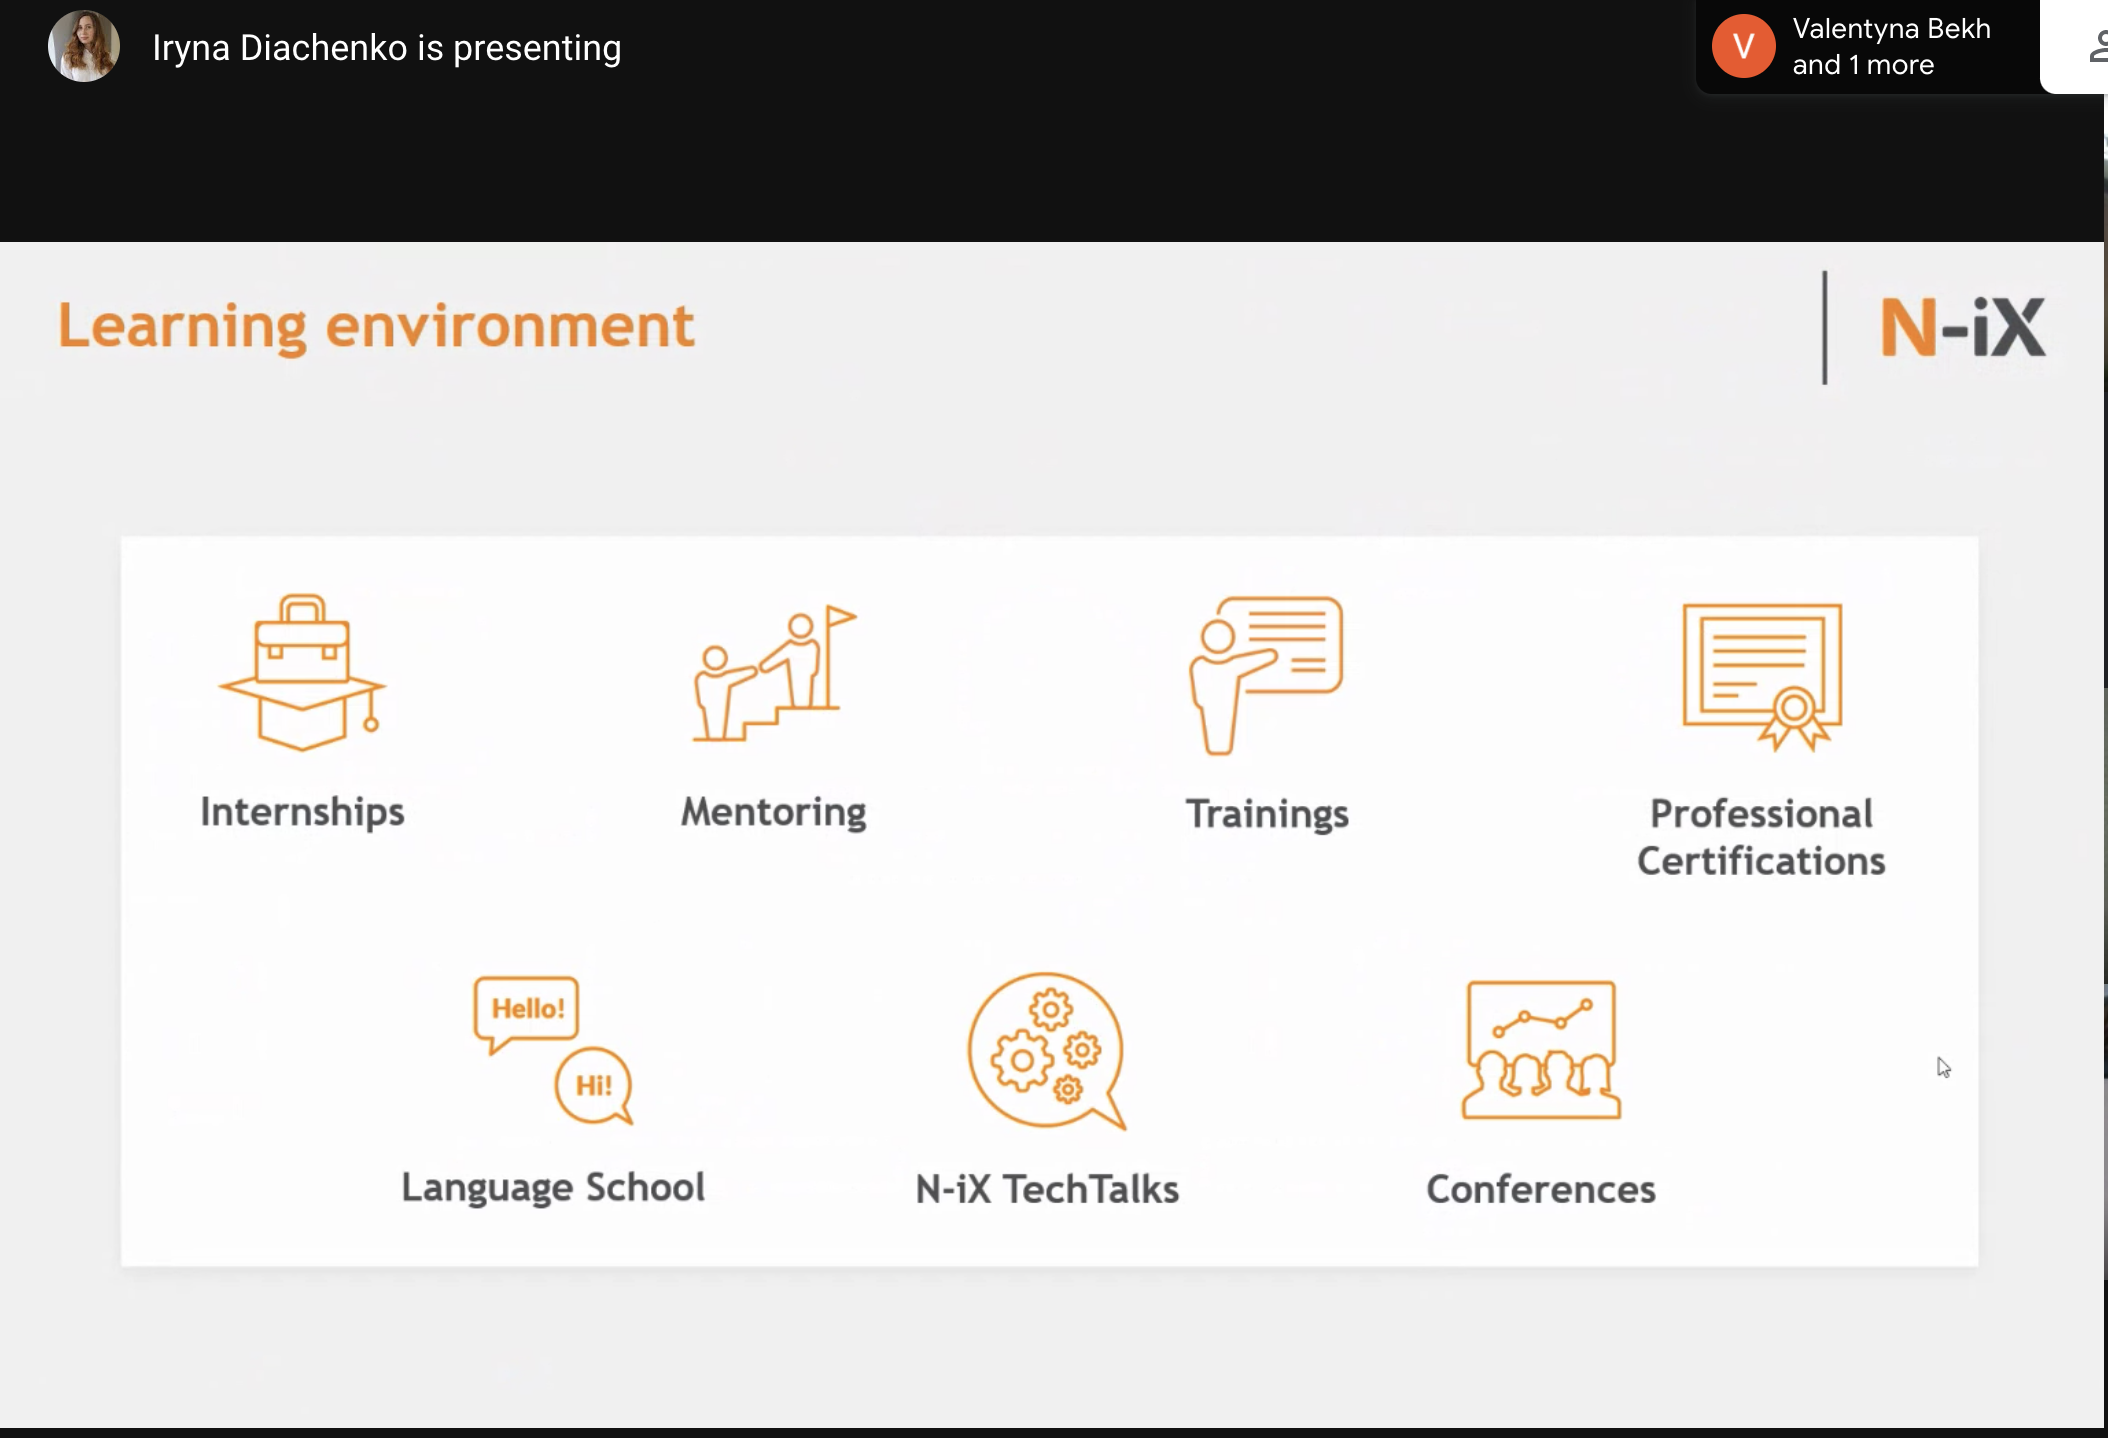 Iryna Diachenko is presenting
V
Valentyna Bekh
and 1 more
Learning environment
N-iX
Internships
Mentoring
Trainings
Professional
Certifications
Hello!
Hi!
Language School
N-iX TechTalks
Conferences